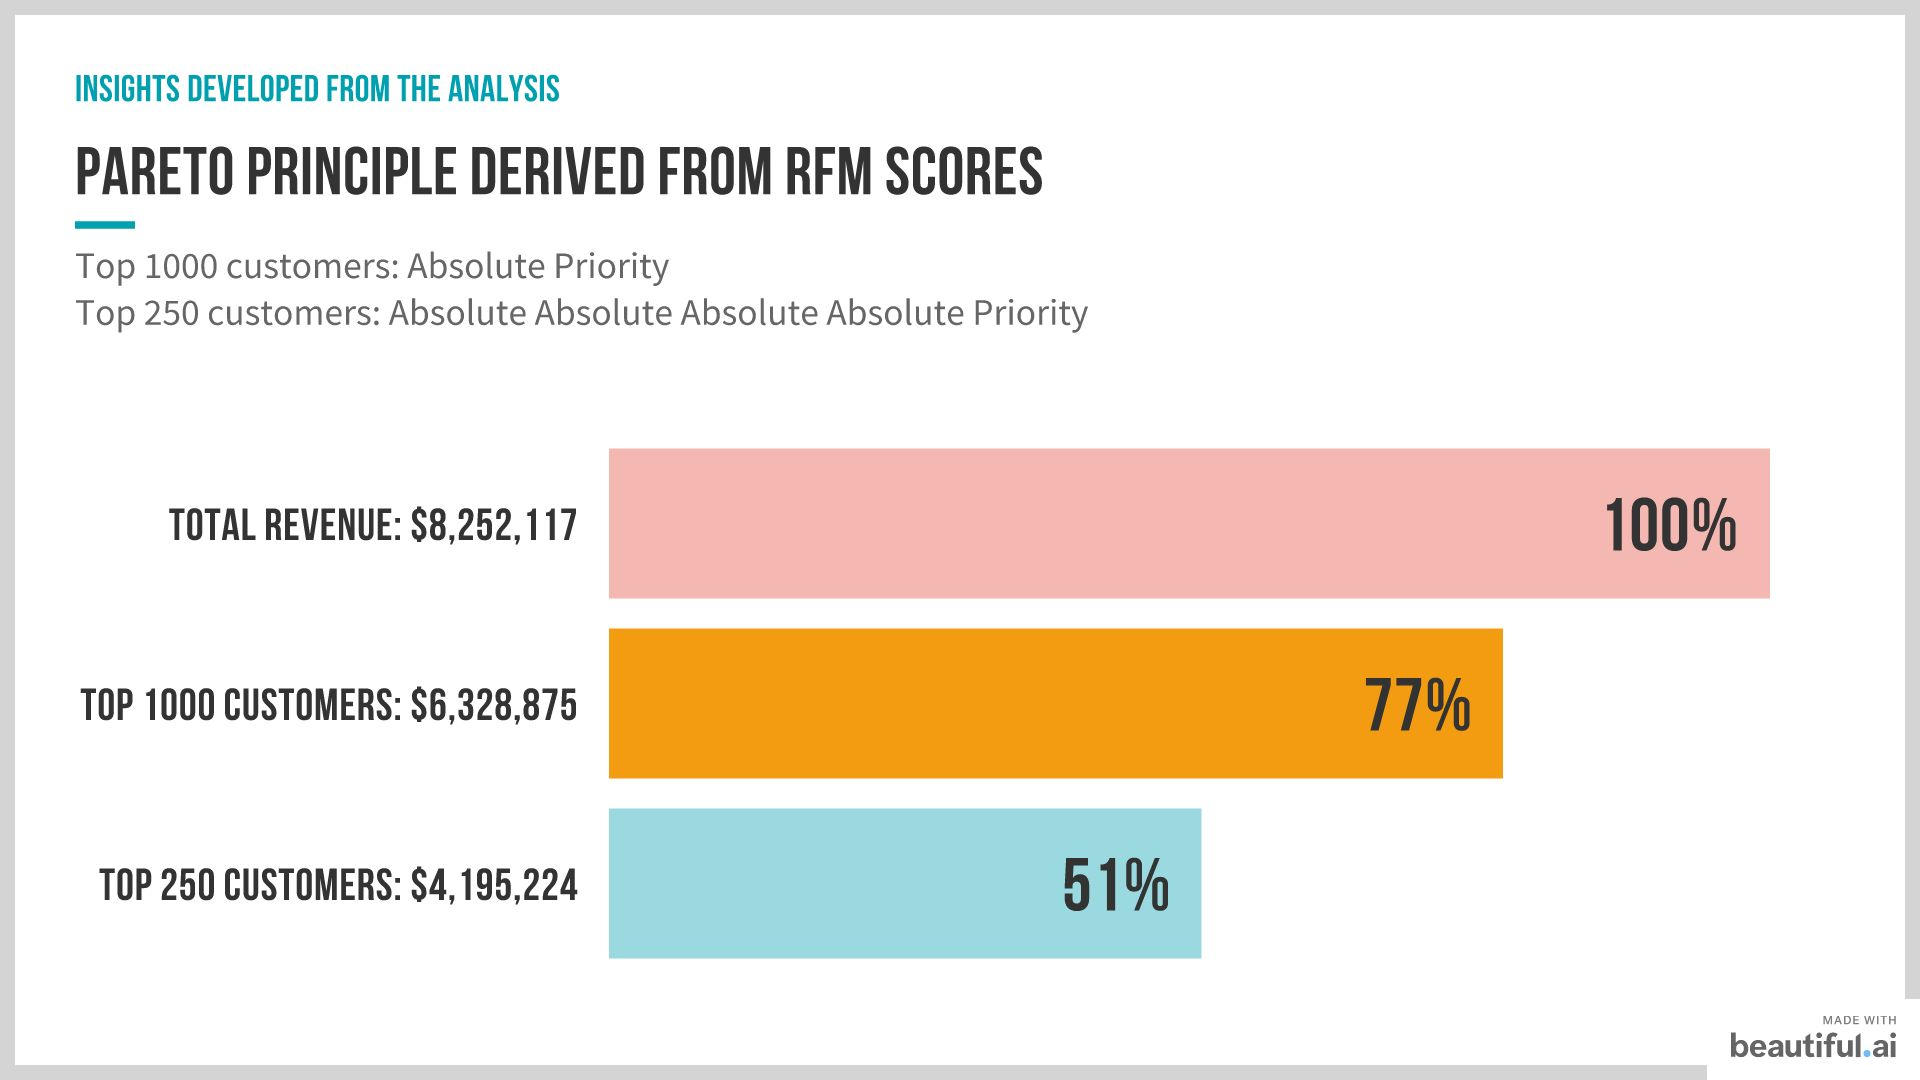 INSIGHTS DEVELOPED FROM THE ANALYSIS
PARETO PRINCIPLE DERIVED FROM RFM SCORES
Top 1000 customers: Absolute Priority
Top 250 customers: Absolute Absolute Absolute Absolute Priority
TOTAL REVENUE: $8,252,117
100%
TOP 1000 CUSTOMERS: $6,328,875
77%
TOP 250 CUSTOMERS: $4,195,224
51%
MADE WITH
beautiful.ai